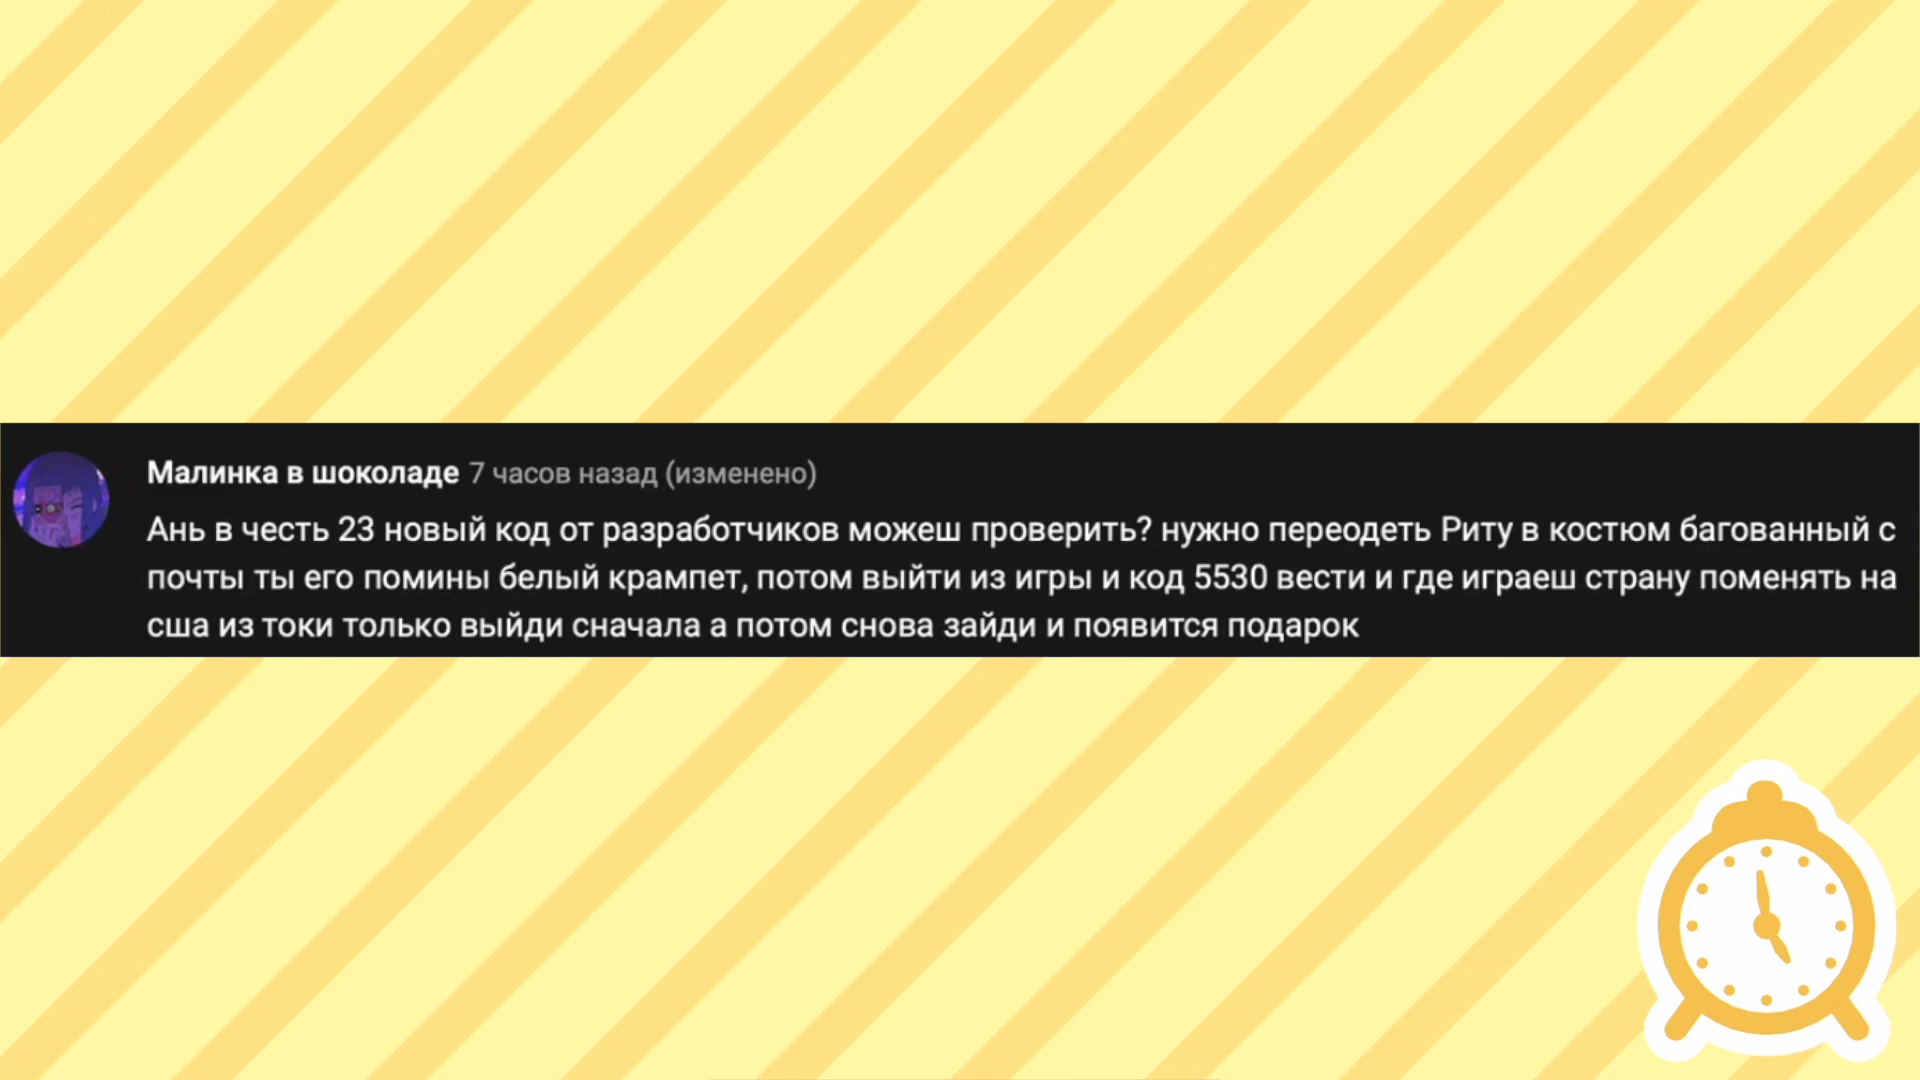 Малинка в шоколаде 7 часов назад (изменено)
Ань в честь 23 новый код от разработчиков можеш проверить? нужно переодеть Риту в костюм багованный с
почты ты его помины белый крампет, потом выйти из игры и код 5530 вести и где играеш страну поменять на
сша из токи только выйди сначала а потом снова зайди и появится подарок